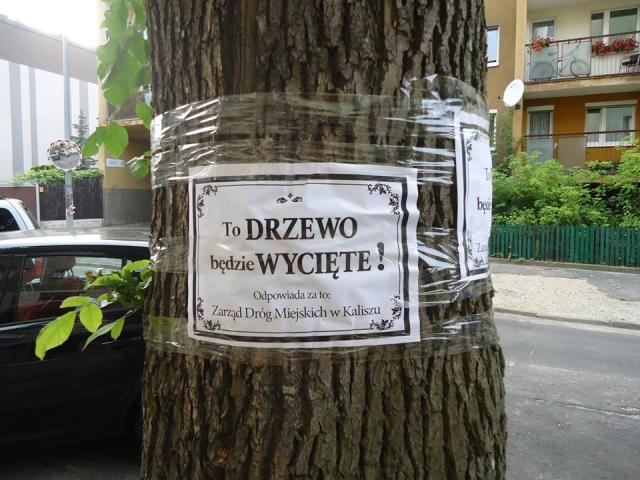 To DRZEWO
będzie WYCIĘTE!
Odpowiada za to:
Zarząd Dróg Miejskich w Kaliszu